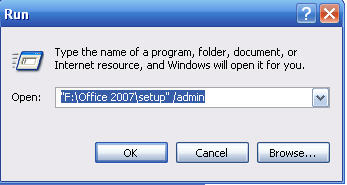 Run
Type the name of a program, folder, document, or
Internet resource, and Windows will open it for you.
Open: "F:\Office 2007\setup" /admin
OK Cancel Browse...